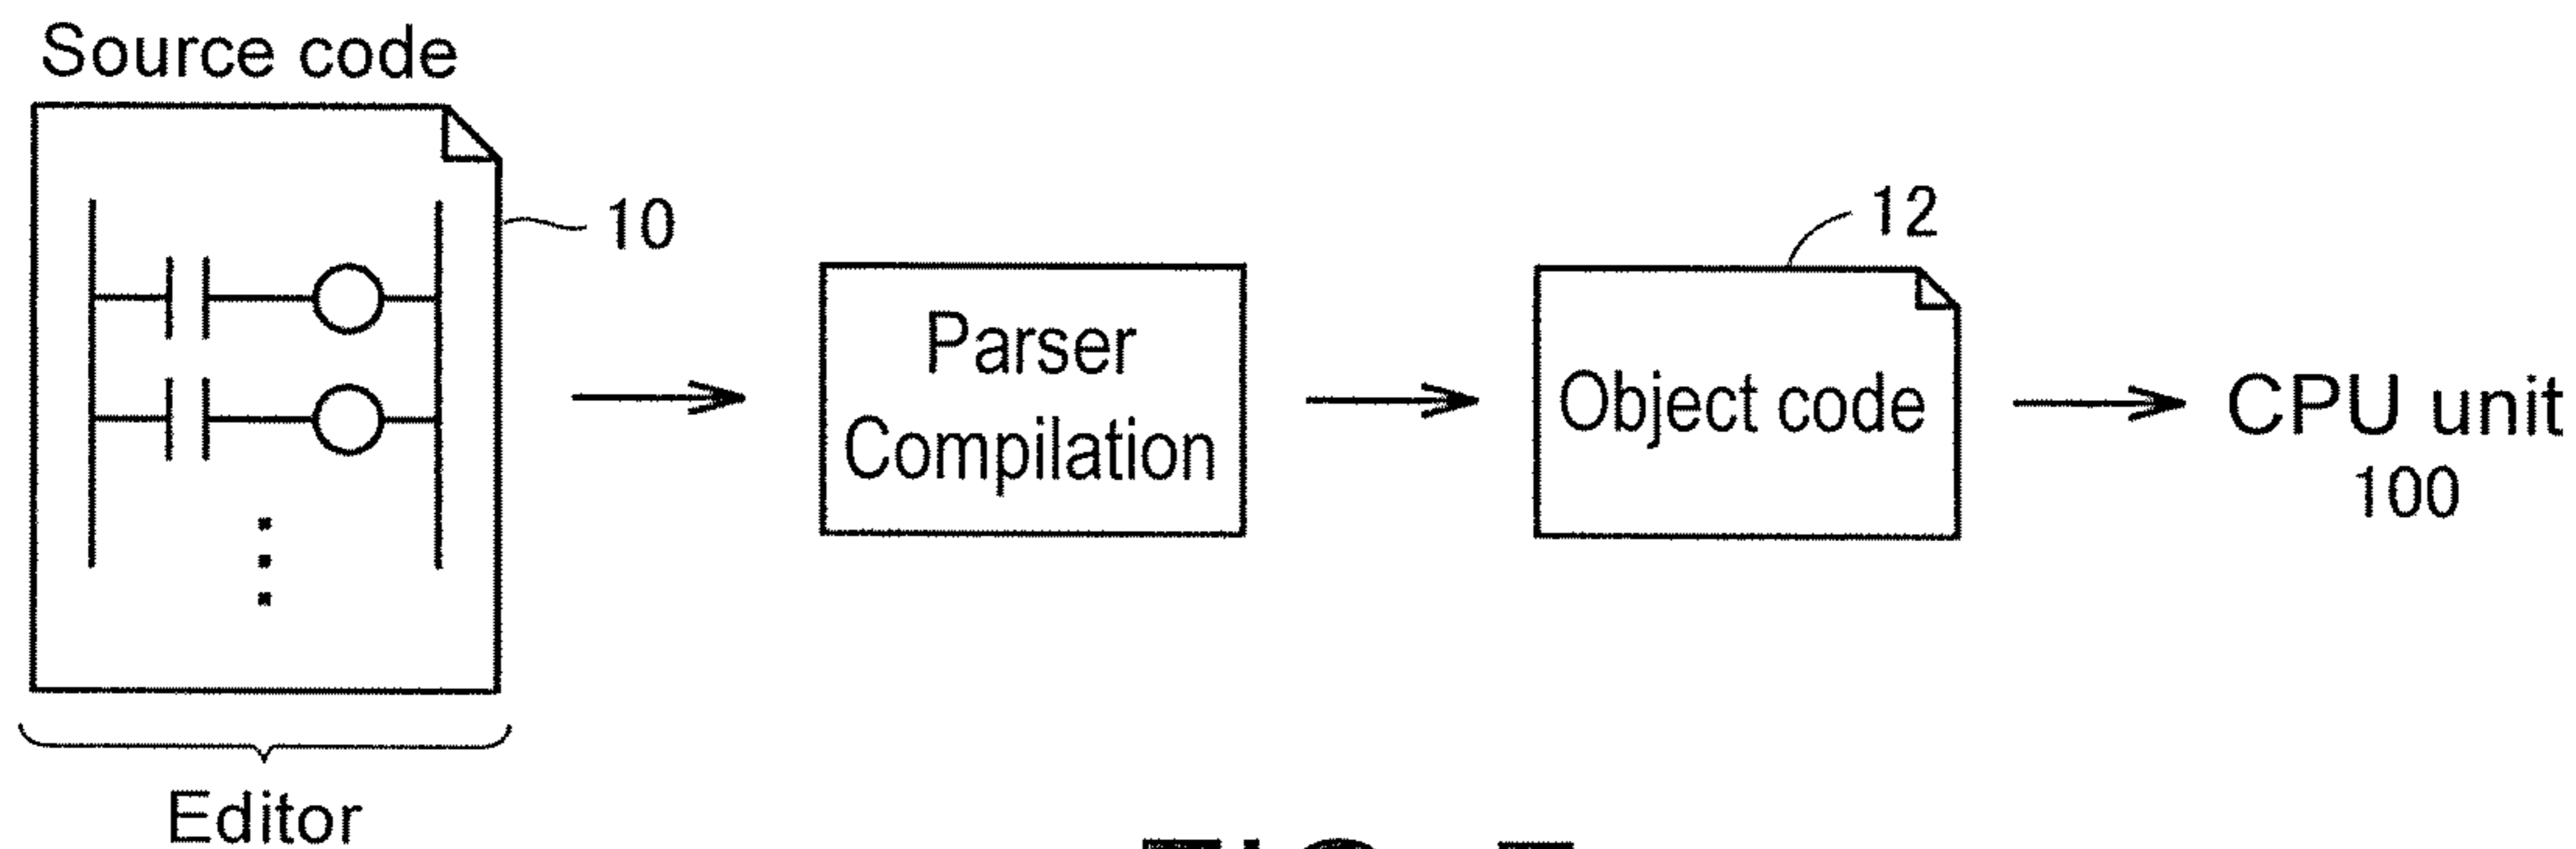 Source code
10
Parser
Compilation
12
Object code
CPU unit
100
Editor